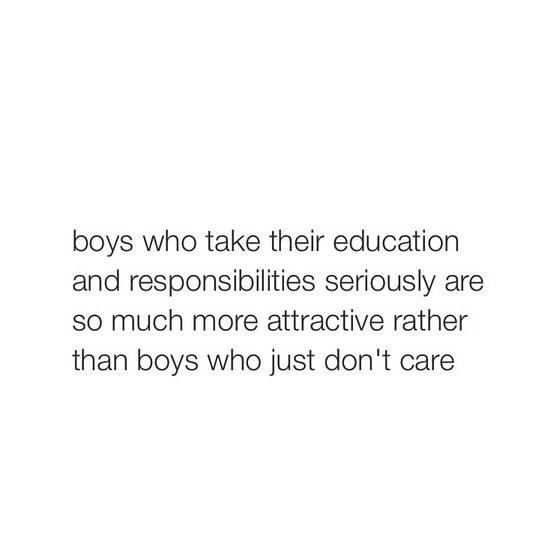 boys who take their education
and responsibilities seriously are
so much more attractive rather
than boys who just don't care